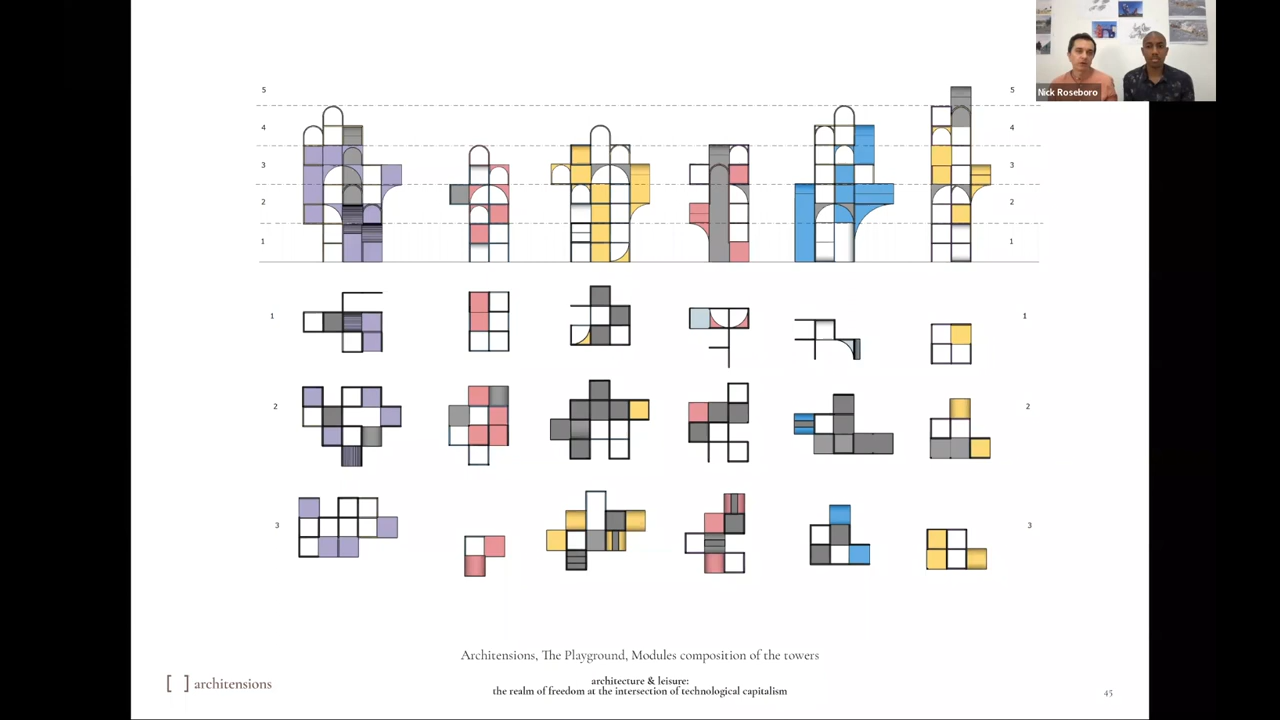 Nick Roseboro
5 5
4 4
3 3
2 2
1 1
1 1
2 2
3 3
Architensions, The Playground, Modules composition of the towers
architecture & leisure:
[ ] architensions
the realm of freedom at the intersection of technological capitalism
45